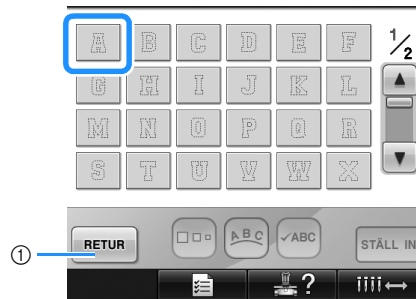 A B C D E F 1/2
G H I J K L
M N O P Q R
S T U V W X
① RETUR ABC ✓ABC STÄLL IN
?